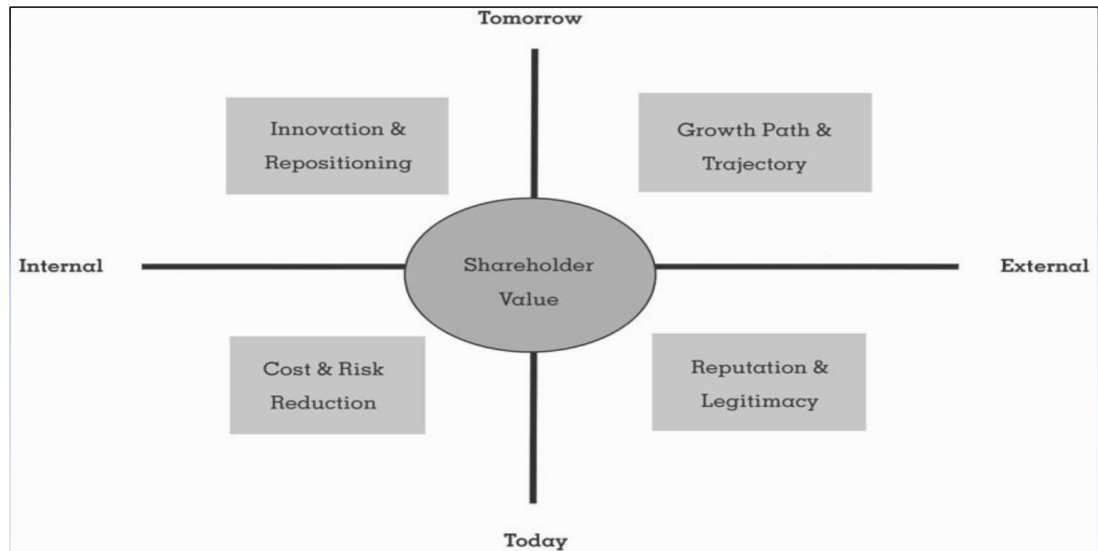 Tomorrow
Innovation &
Repositioning
Growth Path &
Trajectory
Internal
Shareholder
Value
External
Cost & Risk
Reduction
Reputation &
Legitimacy
Today